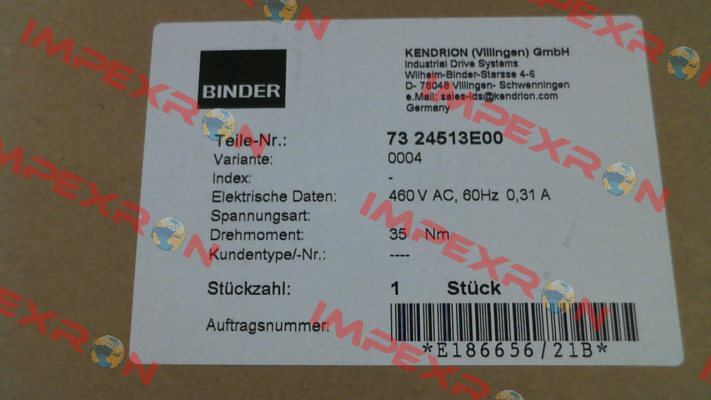 BINDER
KENDRION (Villingen) GmbH
Industrial Drive Systems
Wilhelm-Binder-Starsse 4-6
D- 78048 Villingen- Schwenningen
e.Mail; sales-ids@kendrion.com
Germany
Teile-Nr.: 73 24513E00
Variante: 0004
Index: -
Elektrische Daten: 460 V AC, 60Hz 0,31 A
Spannungsart:
Drehmoment: 35 Nm
Kundentype/-Nr.: ----
Stückzahl: 1 Stück
Auftragsnummer:
*E186656/21B*
IMPEXRON
IMPEXRON
IMPEXRON
IMPEXRON
IMPEXRON